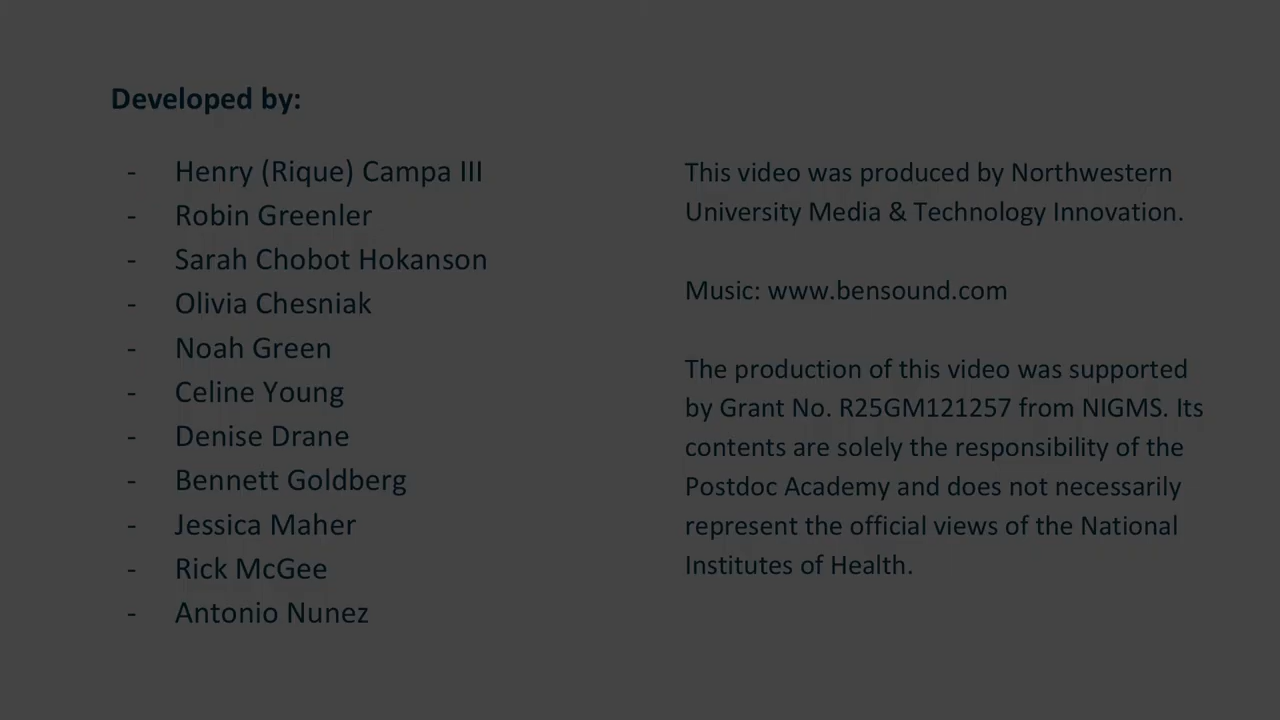 Developed by:
- Henry (Rique) Campa III
- Robin Greenler
- Sarah Chobot Hokanson
- Olivia Chesniak
- Noah Green
- Celine Young
- Denise Drane
- Bennett Goldberg
- Jessica Maher
- Rick McGee
- Antonio Nunez
This video was produced by Northwestern
University Media & Technology Innovation.
Music: www.bensound.com
The production of this video was supported
by Grant No. R25GM121257 from NIGMS. Its
contents are solely the responsibility of the
Postdoc Academy and does not necessarily
represent the official views of the National
Institutes of Health.